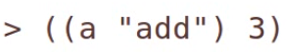 > ((a "add") 3)